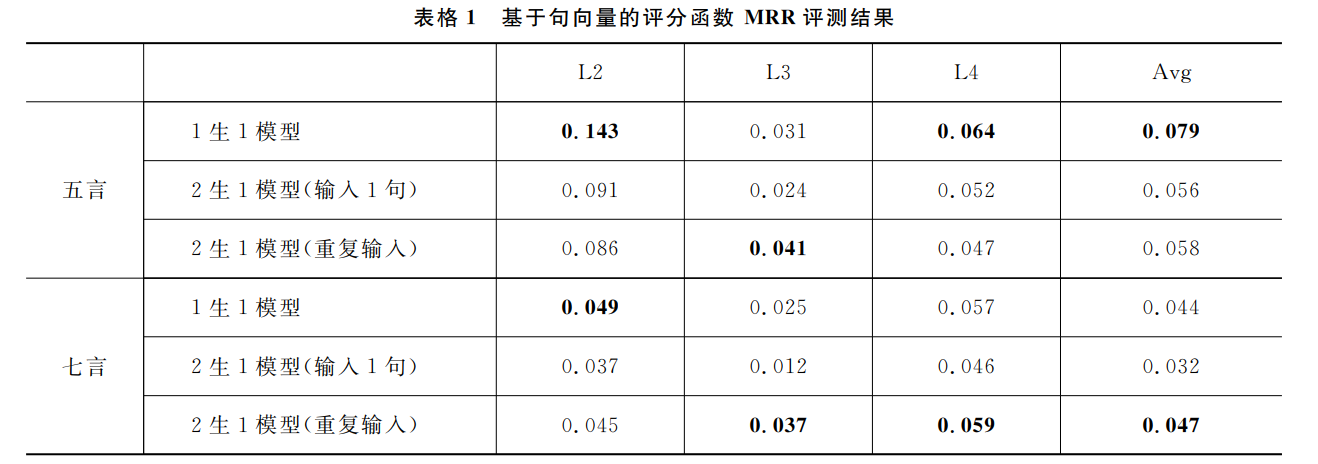 表格 1 基于句向量的评分函数 MRR 评测结果
L2 L3 L4 Avg
五言
1 生 1 模型 0.143 0.031 0.064 0.079
2 生 1 模型(输入 1 句) 0.091 0.024 0.052 0.056
2 生 1 模型(重复输入) 0.086 0.041 0.047 0.058
七言
1 生 1 模型 0.049 0.025 0.057 0.044
2 生 1 模型(输入 1 句) 0.037 0.012 0.046 0.032
2 生 1 模型(重复输入) 0.045 0.037 0.059 0.047